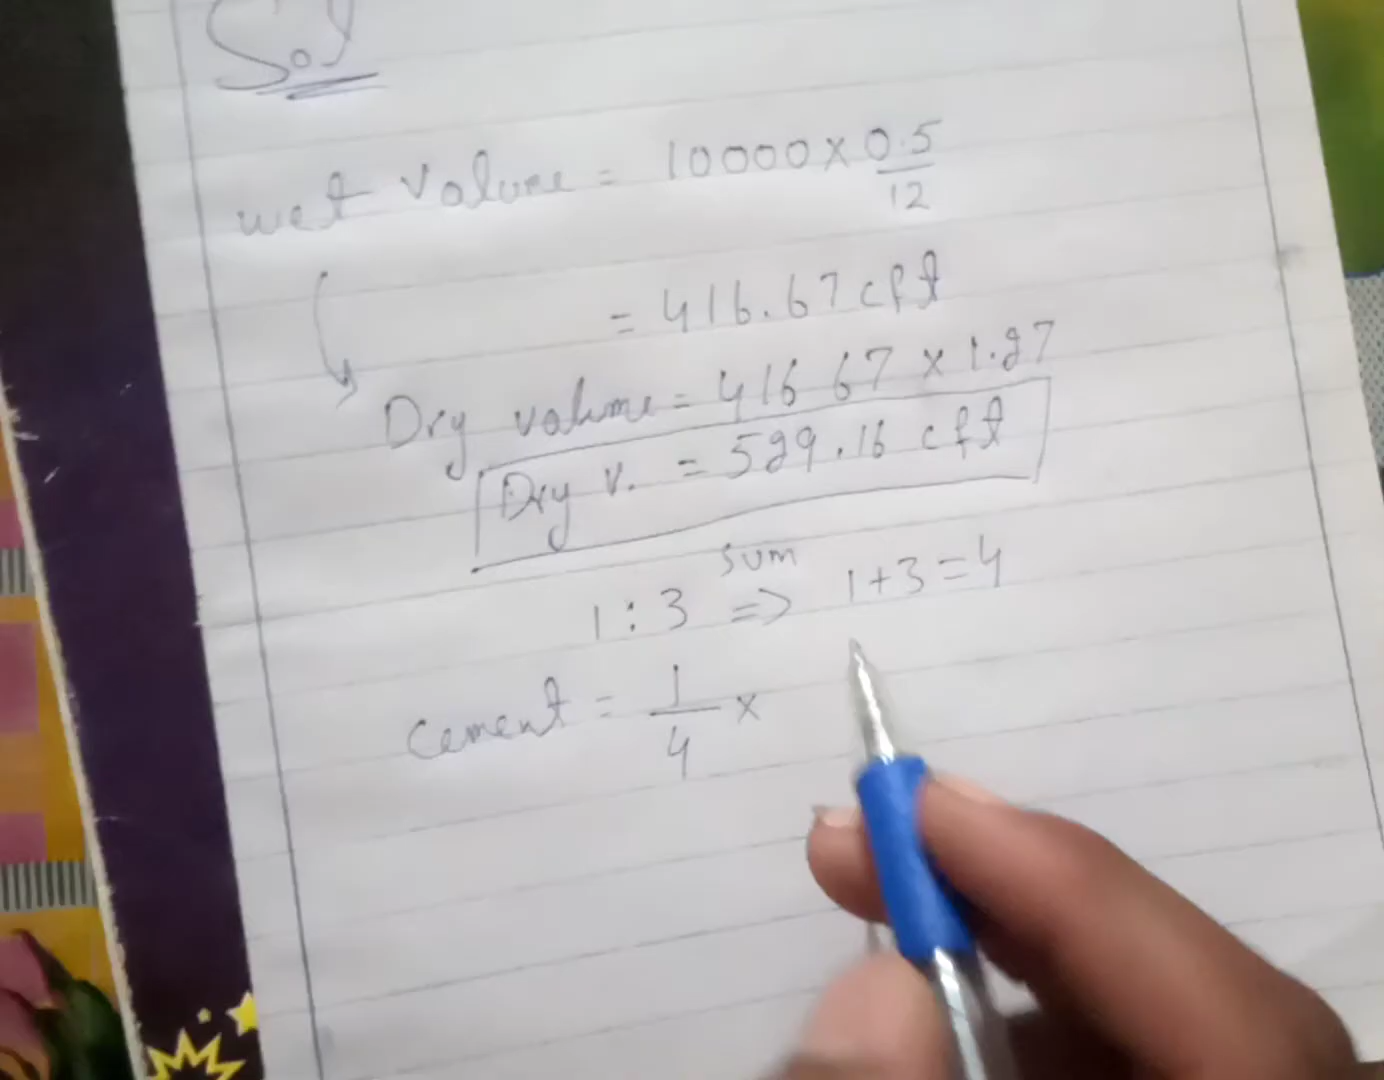 Sol
wet Volume = 10000 x 0.5/12
= 416.67 cft
Dry volume = 416 67 x 1.27
Dry v. = 529.16 cft
1 : 3 sum => 1+3=4
cement = 1/4 x